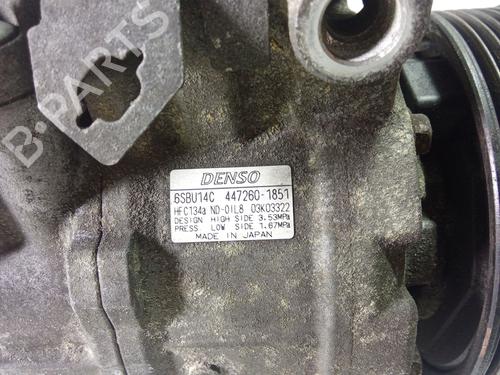 B-PARTS
DENSO
6SBU14C 447260-1851
HFC134a ND-OIL8 03K03322
DESIGN HIGH SIDE 3.53MPa
PRESS LOW SIDE 1.67MPa
MADE IN JAPAN